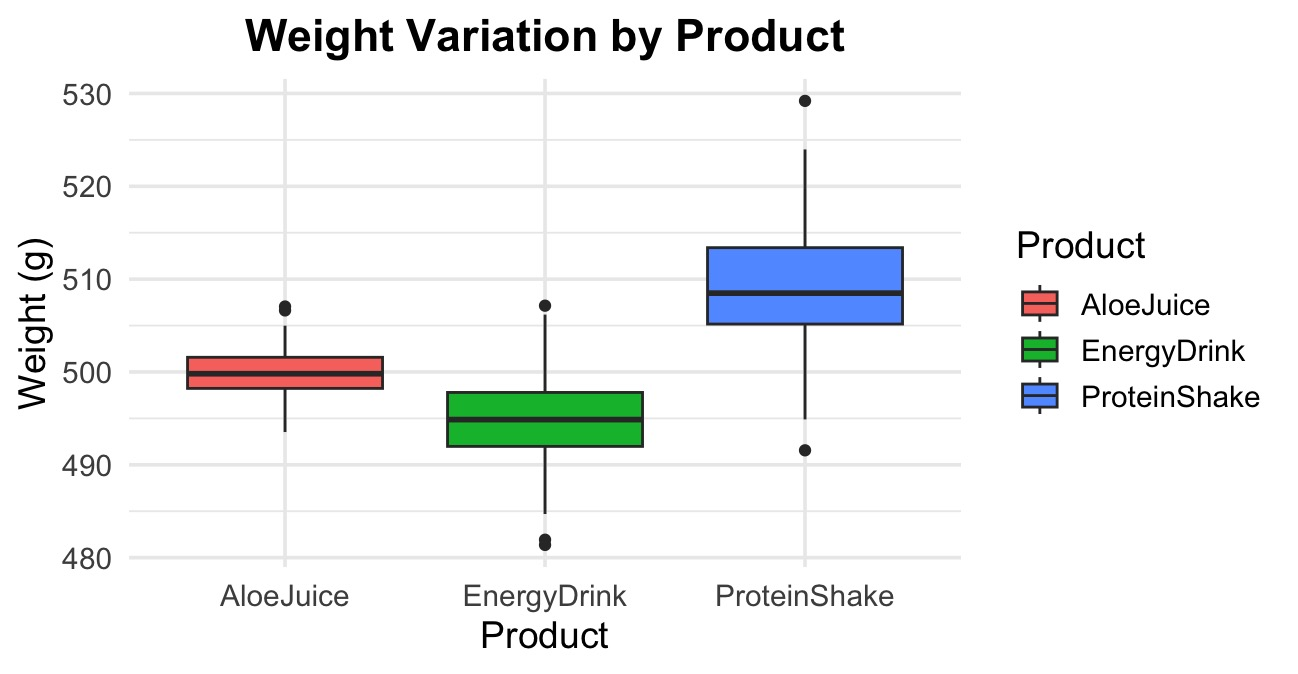 Weight Variation by Product
Weight (g)
530
520
510
500
490
480
AloeJuice
EnergyDrink
ProteinShake
Product
Product
AloeJuice
EnergyDrink
ProteinShake